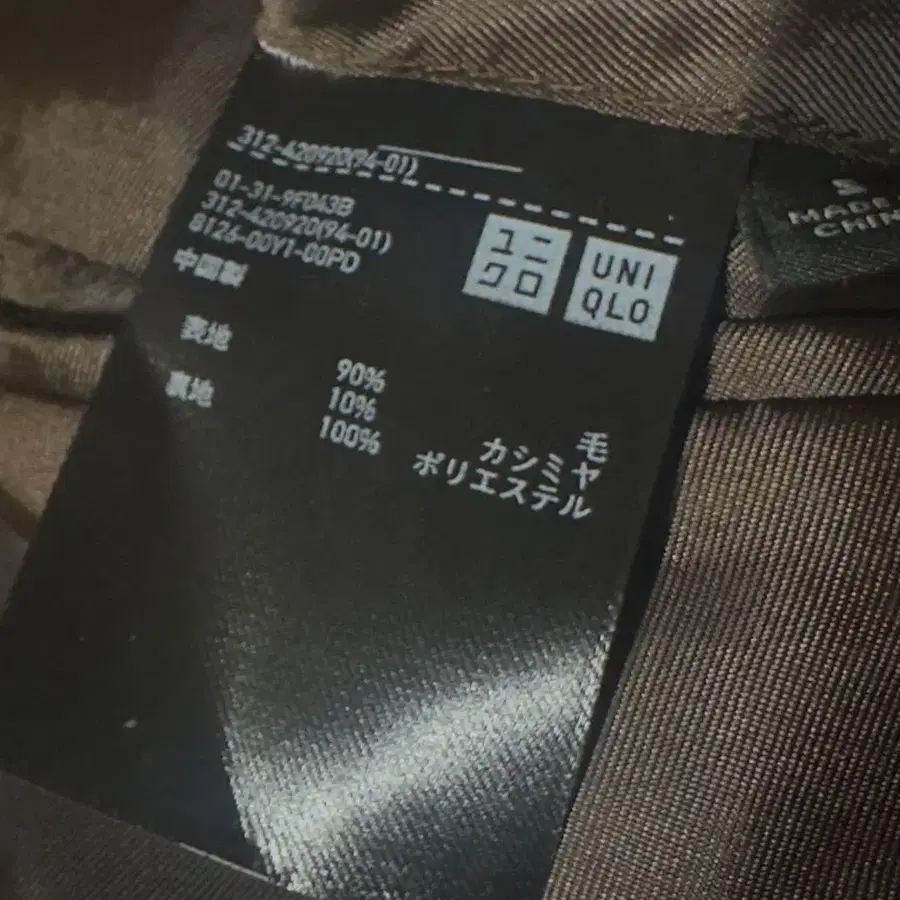 312-420920(94-01)
01-31-9F043B
312-420920(94-01)
8126-00Y1-00PD
中国製
ユニ
クロ
UNI
QLO
表地 90% 毛
10% カシミヤ
裏地 100% ポリエステル
S
MADE
CHIN